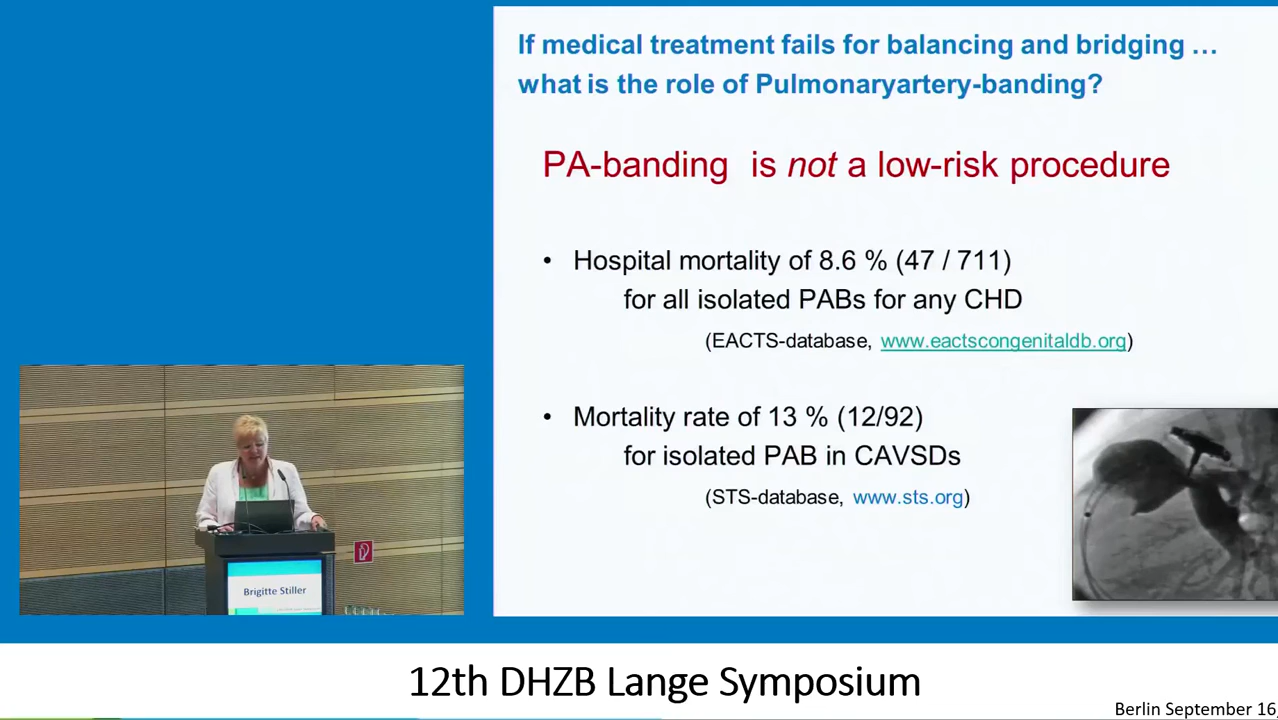 If medical treatment fails for balancing and bridging …
what is the role of Pulmonaryartery-banding?
PA-banding is not a low-risk procedure
• Hospital mortality of 8.6 % (47 / 711)
for all isolated PABs for any CHD
(EACTS-database, www.eactscongenitaldb.org)
• Mortality rate of 13 % (12/92)
for isolated PAB in CAVSDs
(STS-database, www.sts.org)
Brigitte Stiller
12th DHZB Lange Symposium
Berlin September 16,